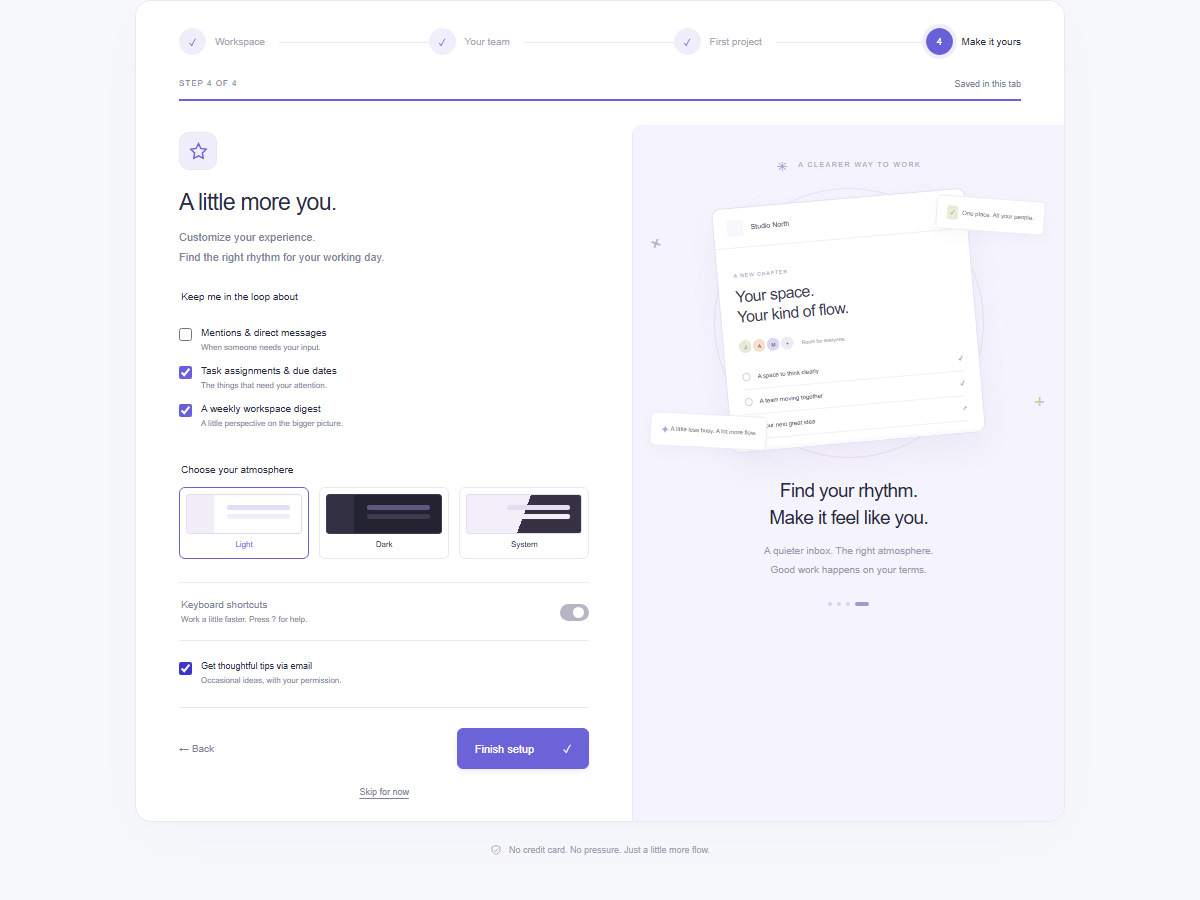 ✓ Workspace
✓ Your team
✓ First project
4 Make it yours
STEP 4 OF 4
Saved in this tab
A little more you.
Customize your experience.
Find the right rhythm for your working day.
Keep me in the loop about
Mentions & direct messages
When someone needs your input.
Task assignments & due dates
The things that need your attention.
A weekly workspace digest
A little perspective on the bigger picture.
Choose your atmosphere
Light
Dark
System
Keyboard shortcuts
Work a little faster. Press ? for help.
Get thoughtful tips via email
Occasional ideas, with your permission.
← Back
Finish setup ✓
Skip for now
A CLEARER WAY TO WORK
Studio North
One place. All your people.
A NEW CHAPTER
Your space.
Your kind of flow.
J A M +
Room for everyone.
A space to think clearly
A team moving together
our next great idea
A little less busy. A lot more flow.
Find your rhythm.
Make it feel like you.
A quieter inbox. The right atmosphere.
Good work happens on your terms.
No credit card. No pressure. Just a little more flow.